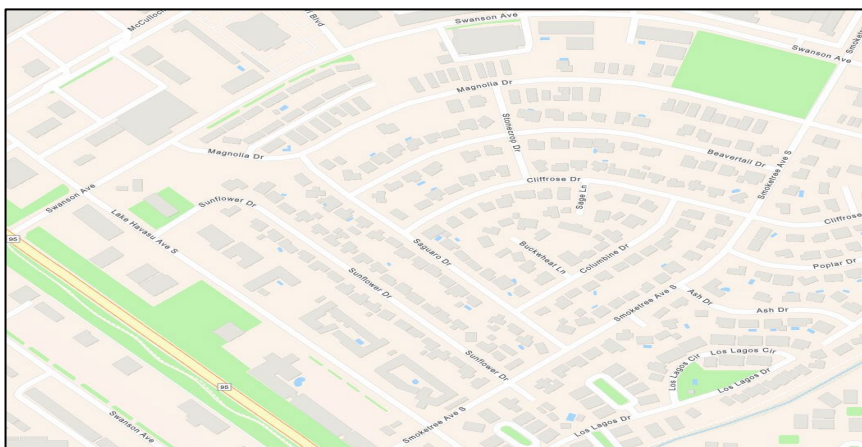 McCulloch
Blvd
Swanson Ave
Smoket
Swanson Ave
Magnolia Dr
Stonecrop Dr
Magnolia Dr
Beavertail Dr
Smoketree Ave S
Cliffrose Dr
Sage Ln
Swanson Ave
Sunflower Dr
Lake Havasu Ave S
Cliffrose
95
Saguaro Dr
Buckwheat Ln
Columbine Dr
Poplar Dr
Sunflower Dr
Ash Dr
Smoketree Ave S
Ash Dr
Los Lagos Cir
Los Lagos Cir
Sunflower Dr
Los Lagos Dr
95
Swanson Ave
Smoketree Ave S
Los Lagos Dr